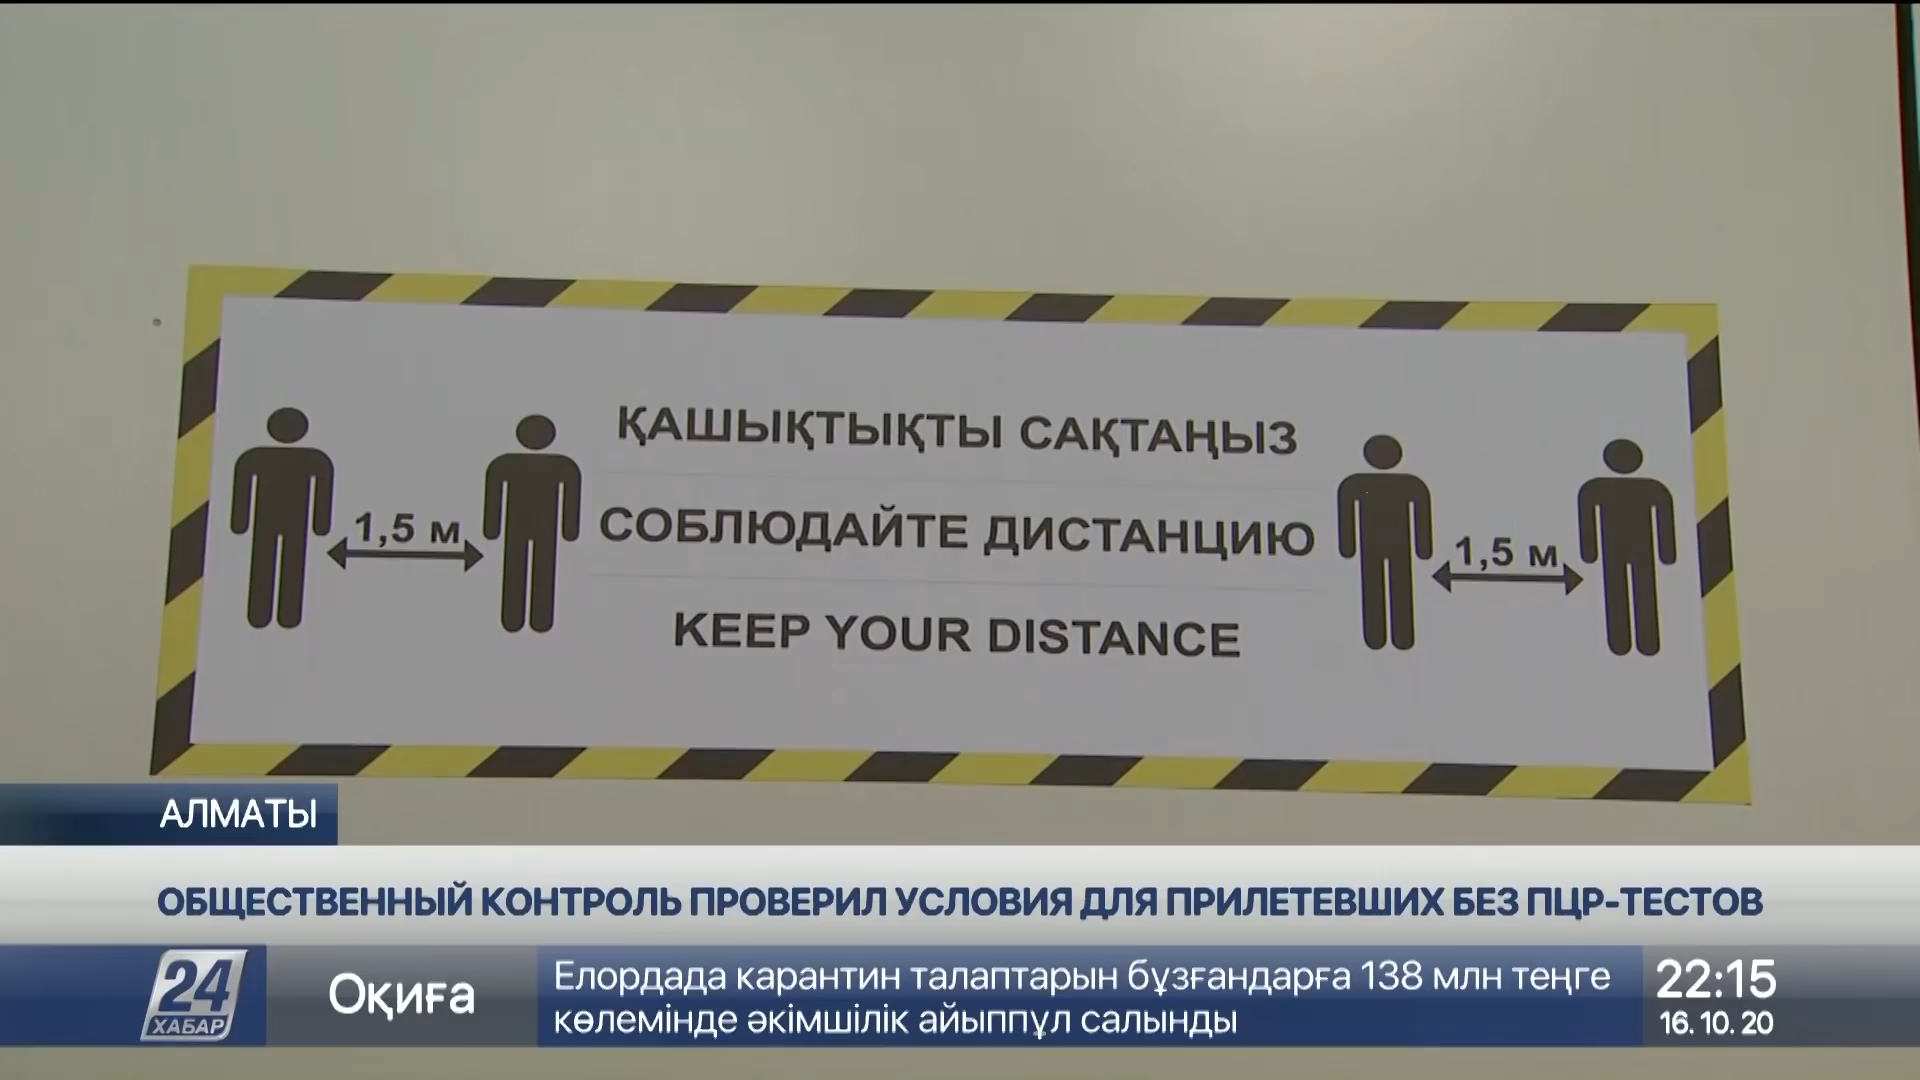 ҚАШЫҚТЫҚТЫ САҚТАҢЫЗ
1,5 м
СОБЛЮДАЙТЕ ДИСТАНЦИЮ
1,5 м
KEEP YOUR DISTANCE
АЛМАТЫ
ОБЩЕСТВЕННЫЙ КОНТРОЛЬ ПРОВЕРИЛ УСЛОВИЯ ДЛЯ ПРИЛЕТЕВШИХ БЕЗ ПЦР-ТЕСТОВ
24
ХАБАР
Оқиға
Елордада карантин талаптарын бұзғандарға 138 млн теңге
көлемінде әкімшілік айыппұл салынды
22:15
16. 10. 20